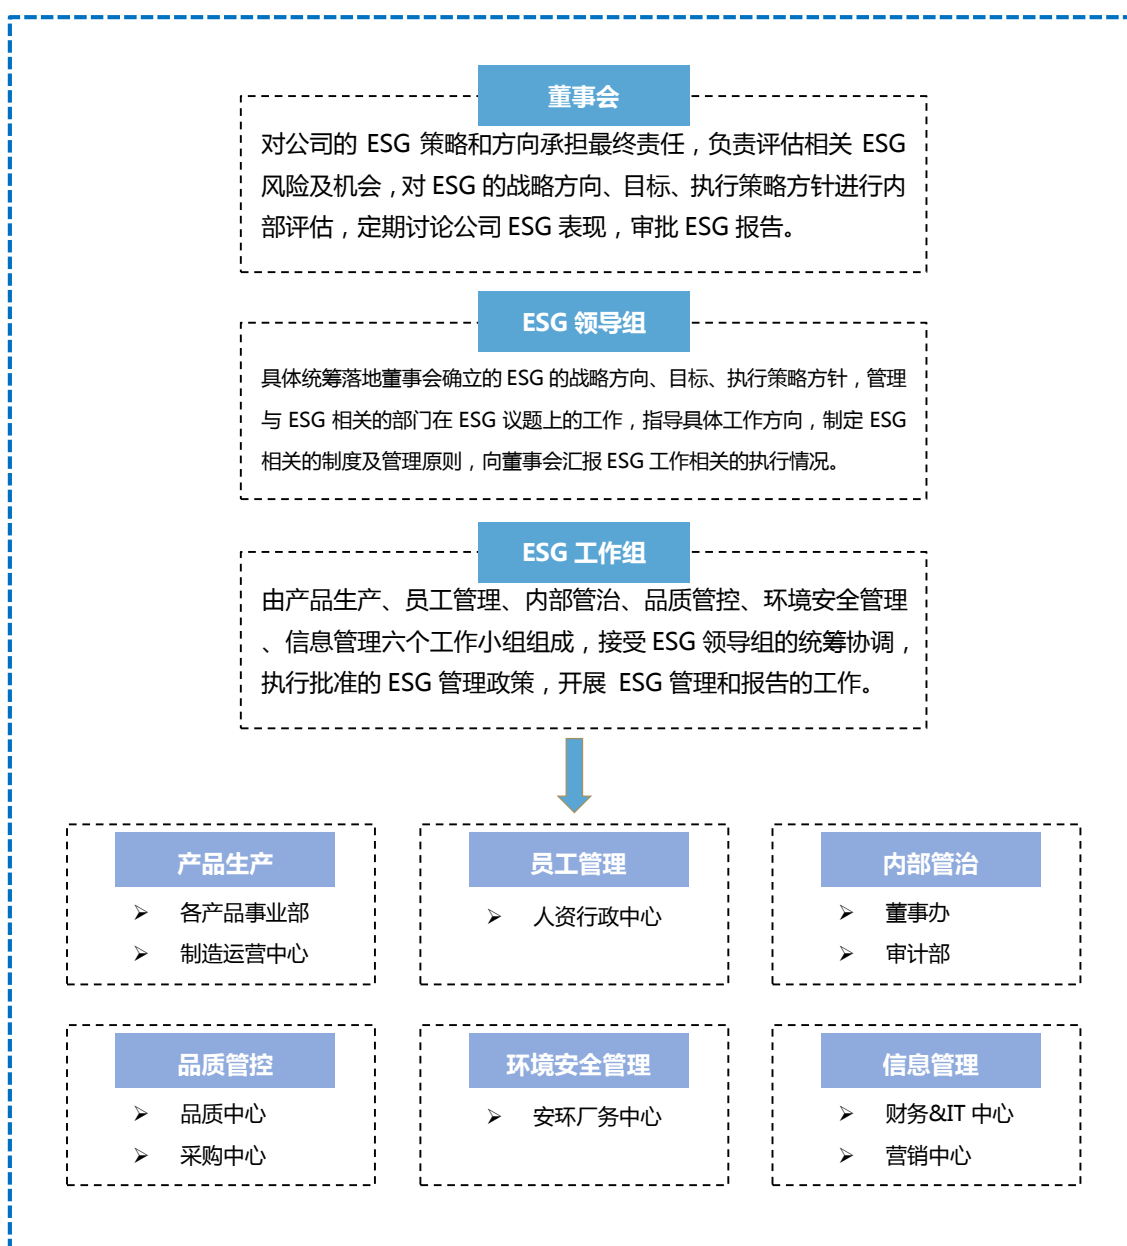 董事会
对公司的 ESG 策略和方向承担最终责任，负责评估相关 ESG
风险及机会，对 ESG 的战略方向、目标、执行策略方针进行内
部评估，定期讨论公司 ESG 表现，审批 ESG 报告。
ESG 领导组
具体统筹落地董事会确立的 ESG 的战略方向、目标、执行策略方针，管理
与 ESG 相关的部门在 ESG 议题上的工作，指导具体工作方向，制定 ESG
相关的制度及管理原则，向董事会汇报 ESG 工作相关的执行情况。
ESG 工作组
由产品生产、员工管理、内部管治、品质管控、环境安全管理
、信息管理六个工作小组组成，接受 ESG 领导组的统筹协调，
执行批准的 ESG 管理政策，开展 ESG 管理和报告的工作。
产品生产
➢ 各产品事业部
➢ 制造运营中心
员工管理
➢ 人资行政中心
内部管治
➢ 董事办
➢ 审计部
品质管控
➢ 品质中心
➢ 采购中心
环境安全管理
➢ 安环厂务中心
信息管理
➢ 财务&IT 中心
➢ 营销中心